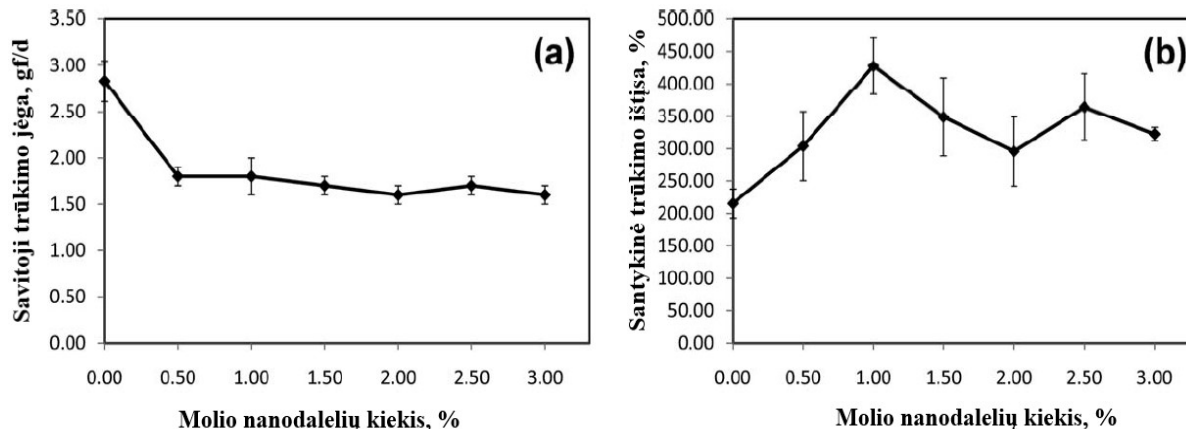 (a)
Savitoji trūkimo jėga, gf/d
3.50
3.00
2.50
2.00
1.50
1.00
0.50
0.00
0.00 0.50 1.00 1.50 2.00 2.50 3.00
Molio nanodalelių kiekis, %
(b)
Santykinė trūkimo ištįsa, %
500.00
450.00
400.00
350.00
300.00
250.00
200.00
150.00
100.00
50.00
0.00
0.00 0.50 1.00 1.50 2.00 2.50 3.00
Molio nanodalelių kiekis, %